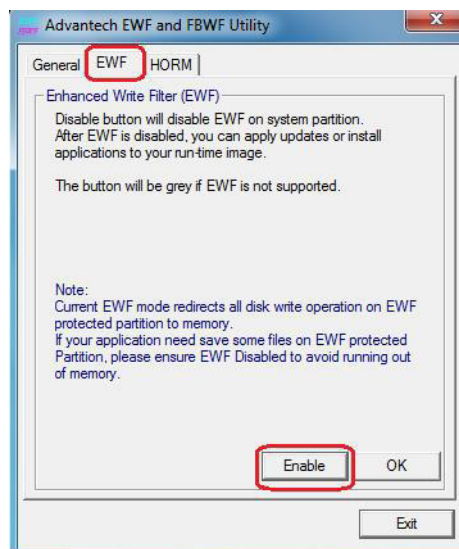 Advantech EWF and FBWF Utility
General EWF HORM
Enhanced Write Filter (EWF)
Disable button will disable EWF on system partition.
After EWF is disabled, you can apply updates or install
applications to your run-time image.
The button will be grey if EWF is not supported.
Note:
Current EWF mode redirects all disk write operation on EWF
protected partition to memory.
If your application need save some files on EWF protected
Partition, please ensure EWF Disabled to avoid running out
of memory.
Enable OK
Exit